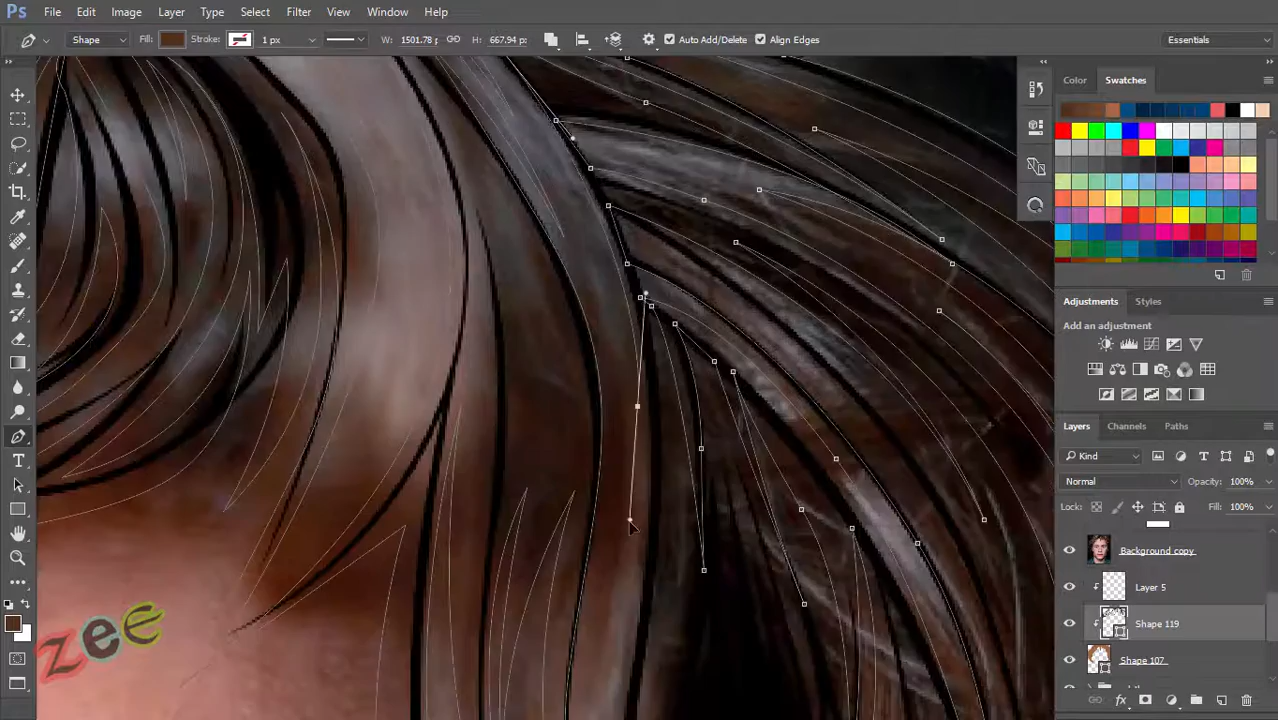 Ps File Edit Image Layer Type Select Filter View Window Help
Shape Fill: Stroke: 1 px W: 1501.78 p H: 667.94 px Auto Add/Delete Align Edges Essentials
Color Swatches
Adjustments Styles
Add an adjustment
Layers Channels Paths
Kind
Normal Opacity: 100%
Lock: Fill: 100%
Background copy
Layer 5
Shape 119
Shape 107
zee